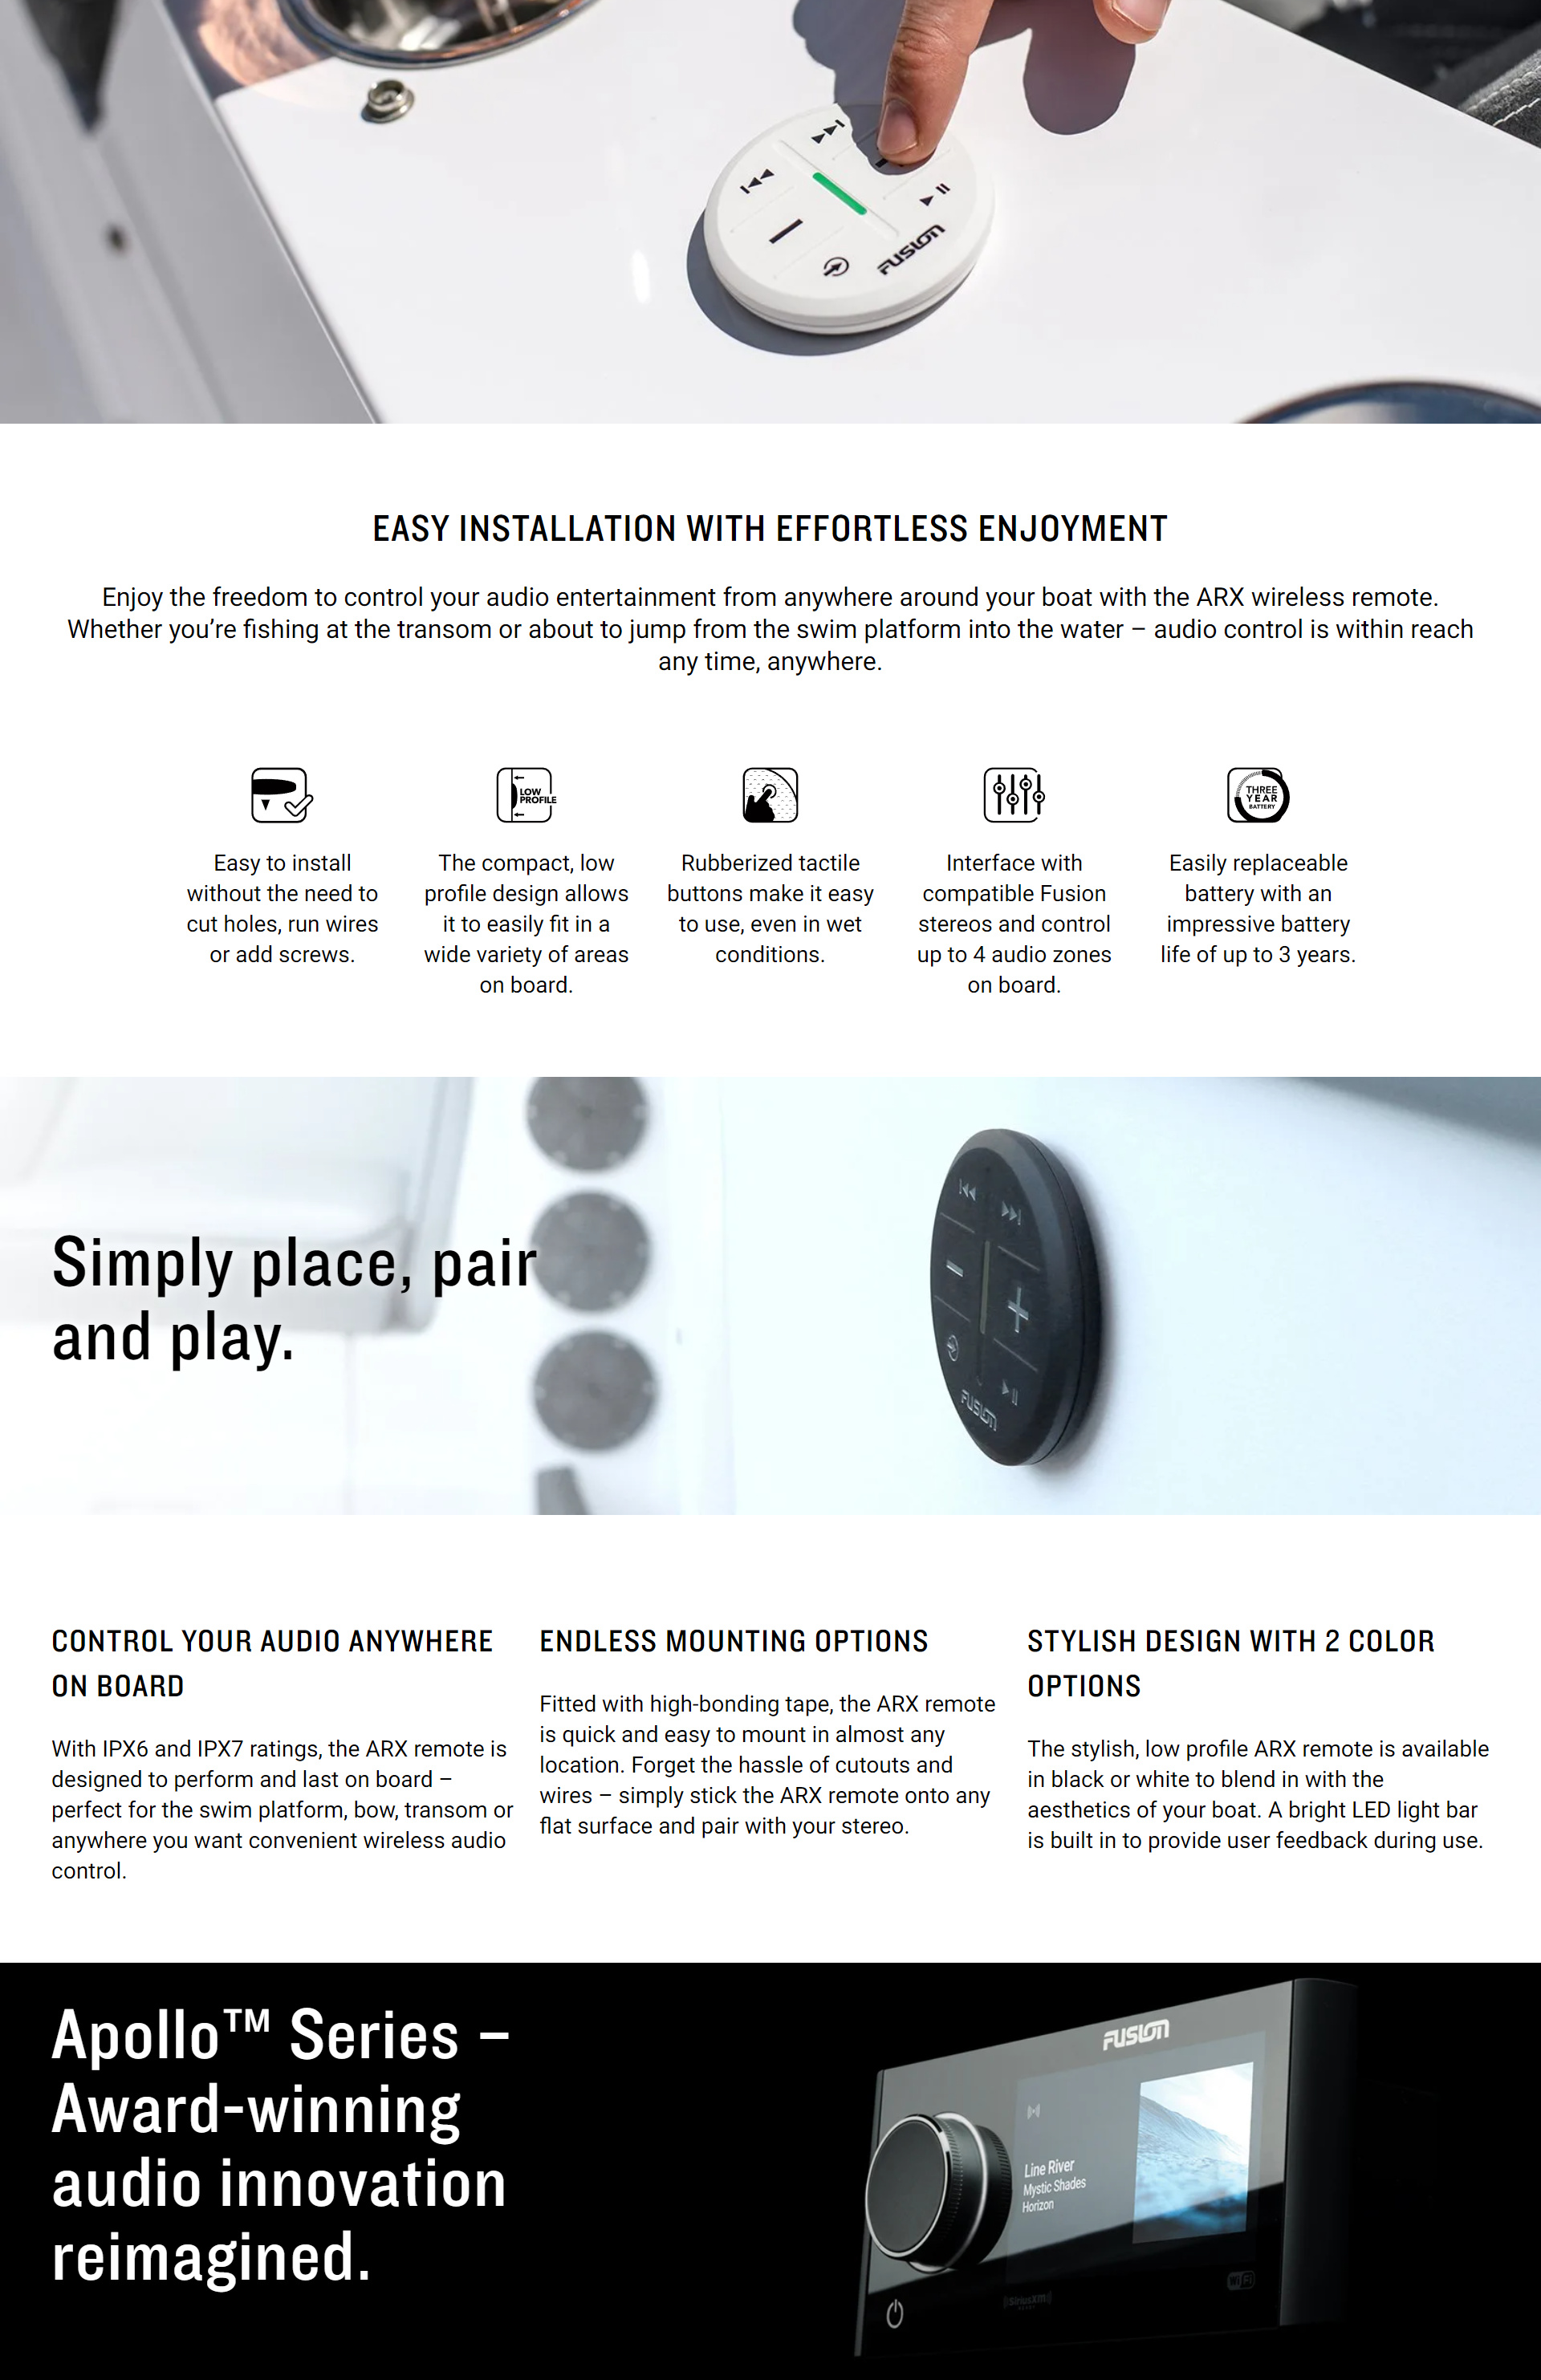 FUSION
EASY INSTALLATION WITH EFFORTLESS ENJOYMENT
Enjoy the freedom to control your audio entertainment from anywhere around your boat with the ARX wireless remote.
Whether you’re fishing at the transom or about to jump from the swim platform into the water – audio control is within reach
any time, anywhere.
LOW
PROFILE
THREE
YEAR
BATTERY
Easy to install
without the need to
cut holes, run wires
or add screws.
The compact, low
profile design allows
it to easily fit in a
wide variety of areas
on board.
Rubberized tactile
buttons make it easy
to use, even in wet
conditions.
Interface with
compatible Fusion
stereos and control
up to 4 audio zones
on board.
Easily replaceable
battery with an
impressive battery
life of up to 3 years.
Simply place, pair
and play.
FUSION
CONTROL YOUR AUDIO ANYWHERE
ON BOARD
With IPX6 and IPX7 ratings, the ARX remote is
designed to perform and last on board –
perfect for the swim platform, bow, transom or
anywhere you want convenient wireless audio
control.
ENDLESS MOUNTING OPTIONS
Fitted with high-bonding tape, the ARX remote
is quick and easy to mount in almost any
location. Forget the hassle of cutouts and
wires – simply stick the ARX remote onto any
flat surface and pair with your stereo.
STYLISH DESIGN WITH 2 COLOR
OPTIONS
The stylish, low profile ARX remote is available
in black or white to blend in with the
aesthetics of your boat. A bright LED light bar
is built in to provide user feedback during use.
Apollo™ Series –
Award-winning
audio innovation
reimagined.
FUSION
Line River
Mystic Shades
Horizon
WiFi
SiriusXM